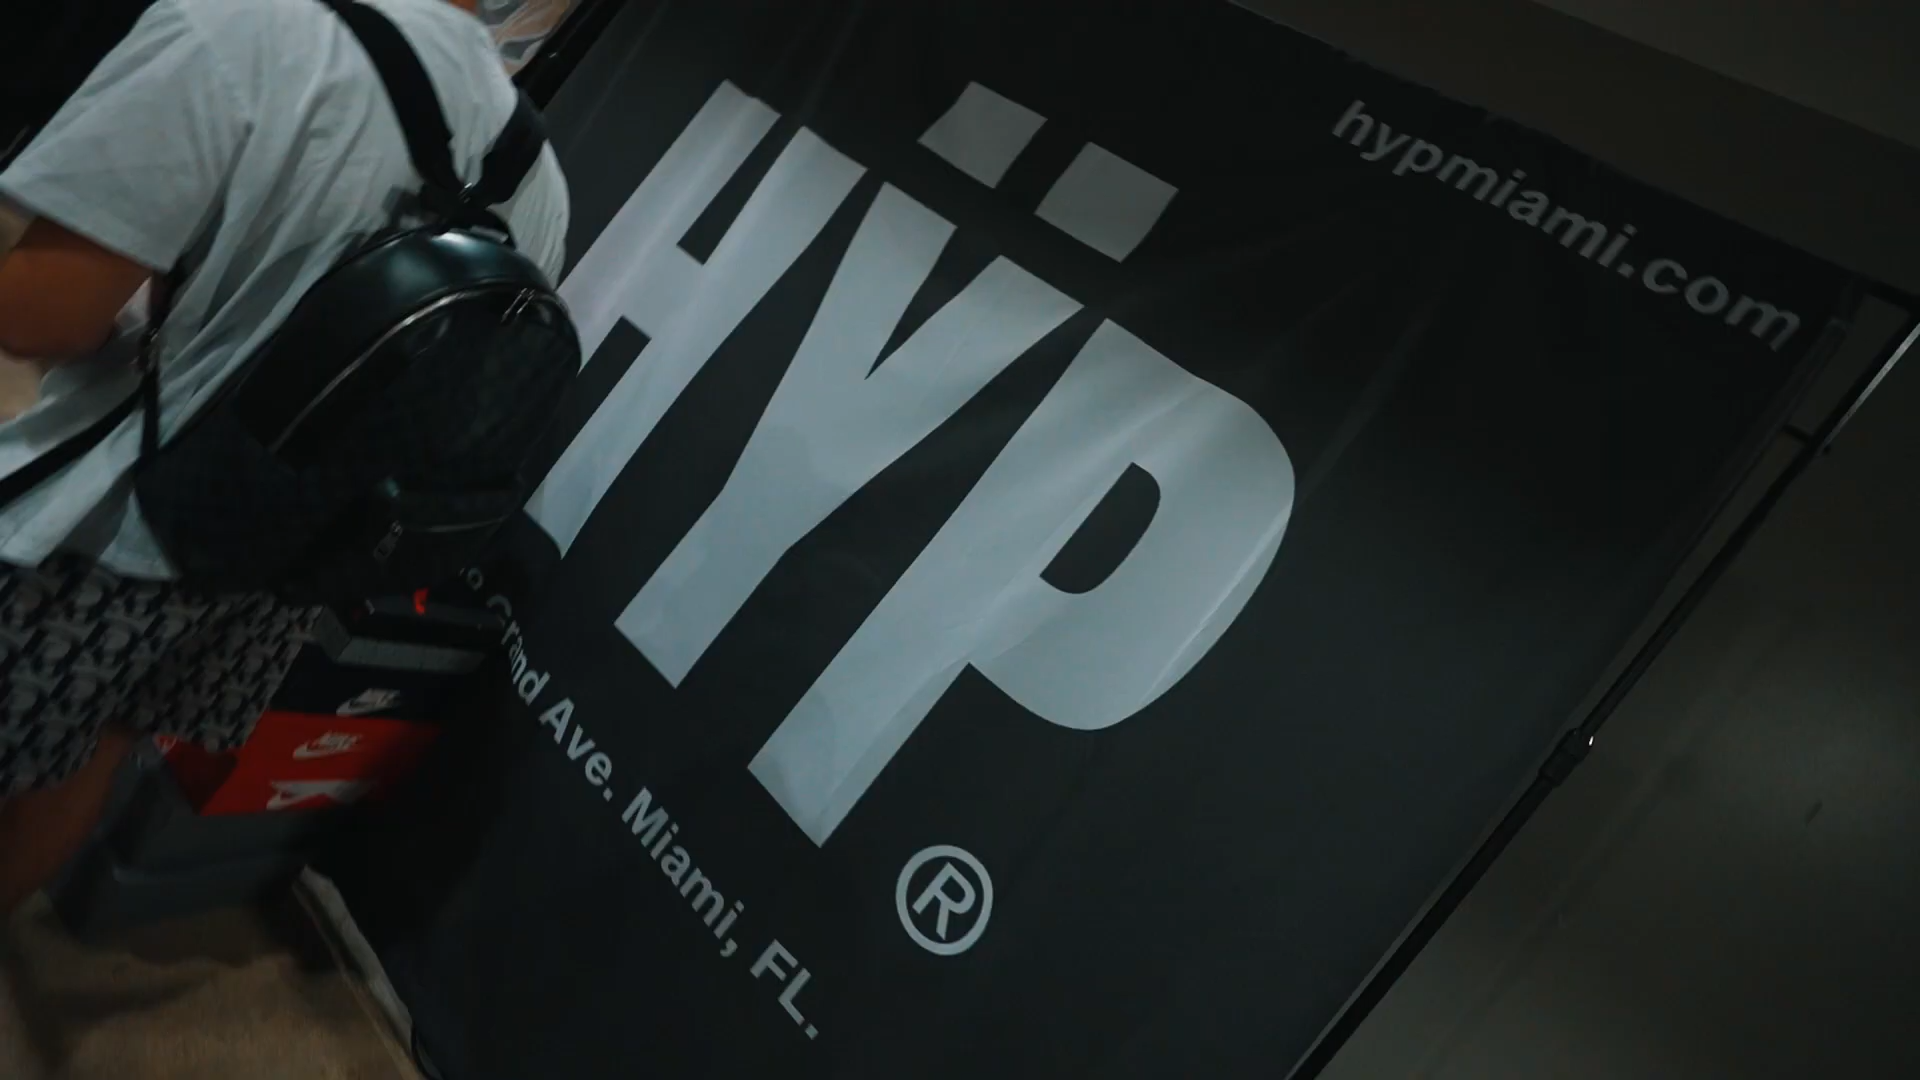 hypmiami.com
HŸP
®
Grand Ave. Miami, FL.
NIKE
NIKE